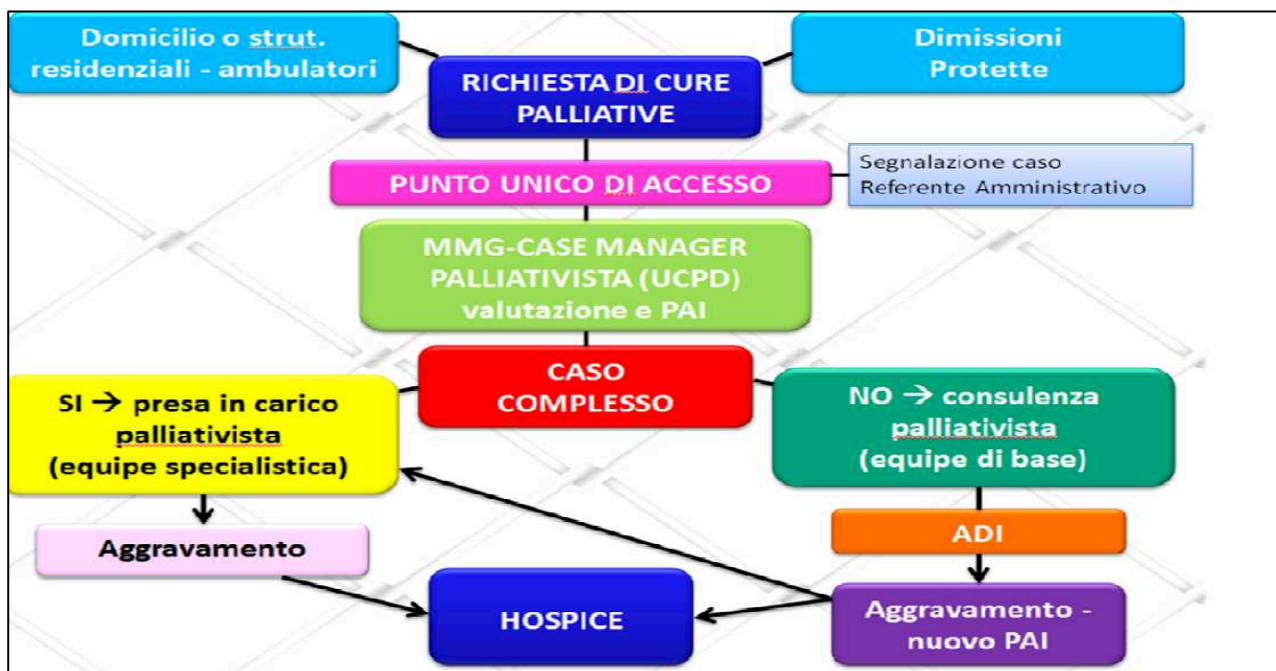 Domicilio o strut.
residenziali - ambulatori
Dimissioni
Protette
RICHIESTA DI CURE
PALLIATIVE
PUNTO UNICO DI ACCESSO
Segnalazione caso
Referente Amministrativo
MMG-CASE MANAGER
PALLIATIVISTA (UCPD)
valutazione e PAI
CASO
COMPLESSO
SI → presa in carico
palliativista
(equipe specialistica)
NO → consulenza
palliativista
(equipe di base)
Aggravamento
ADI
HOSPICE
Aggravamento -
nuovo PAI